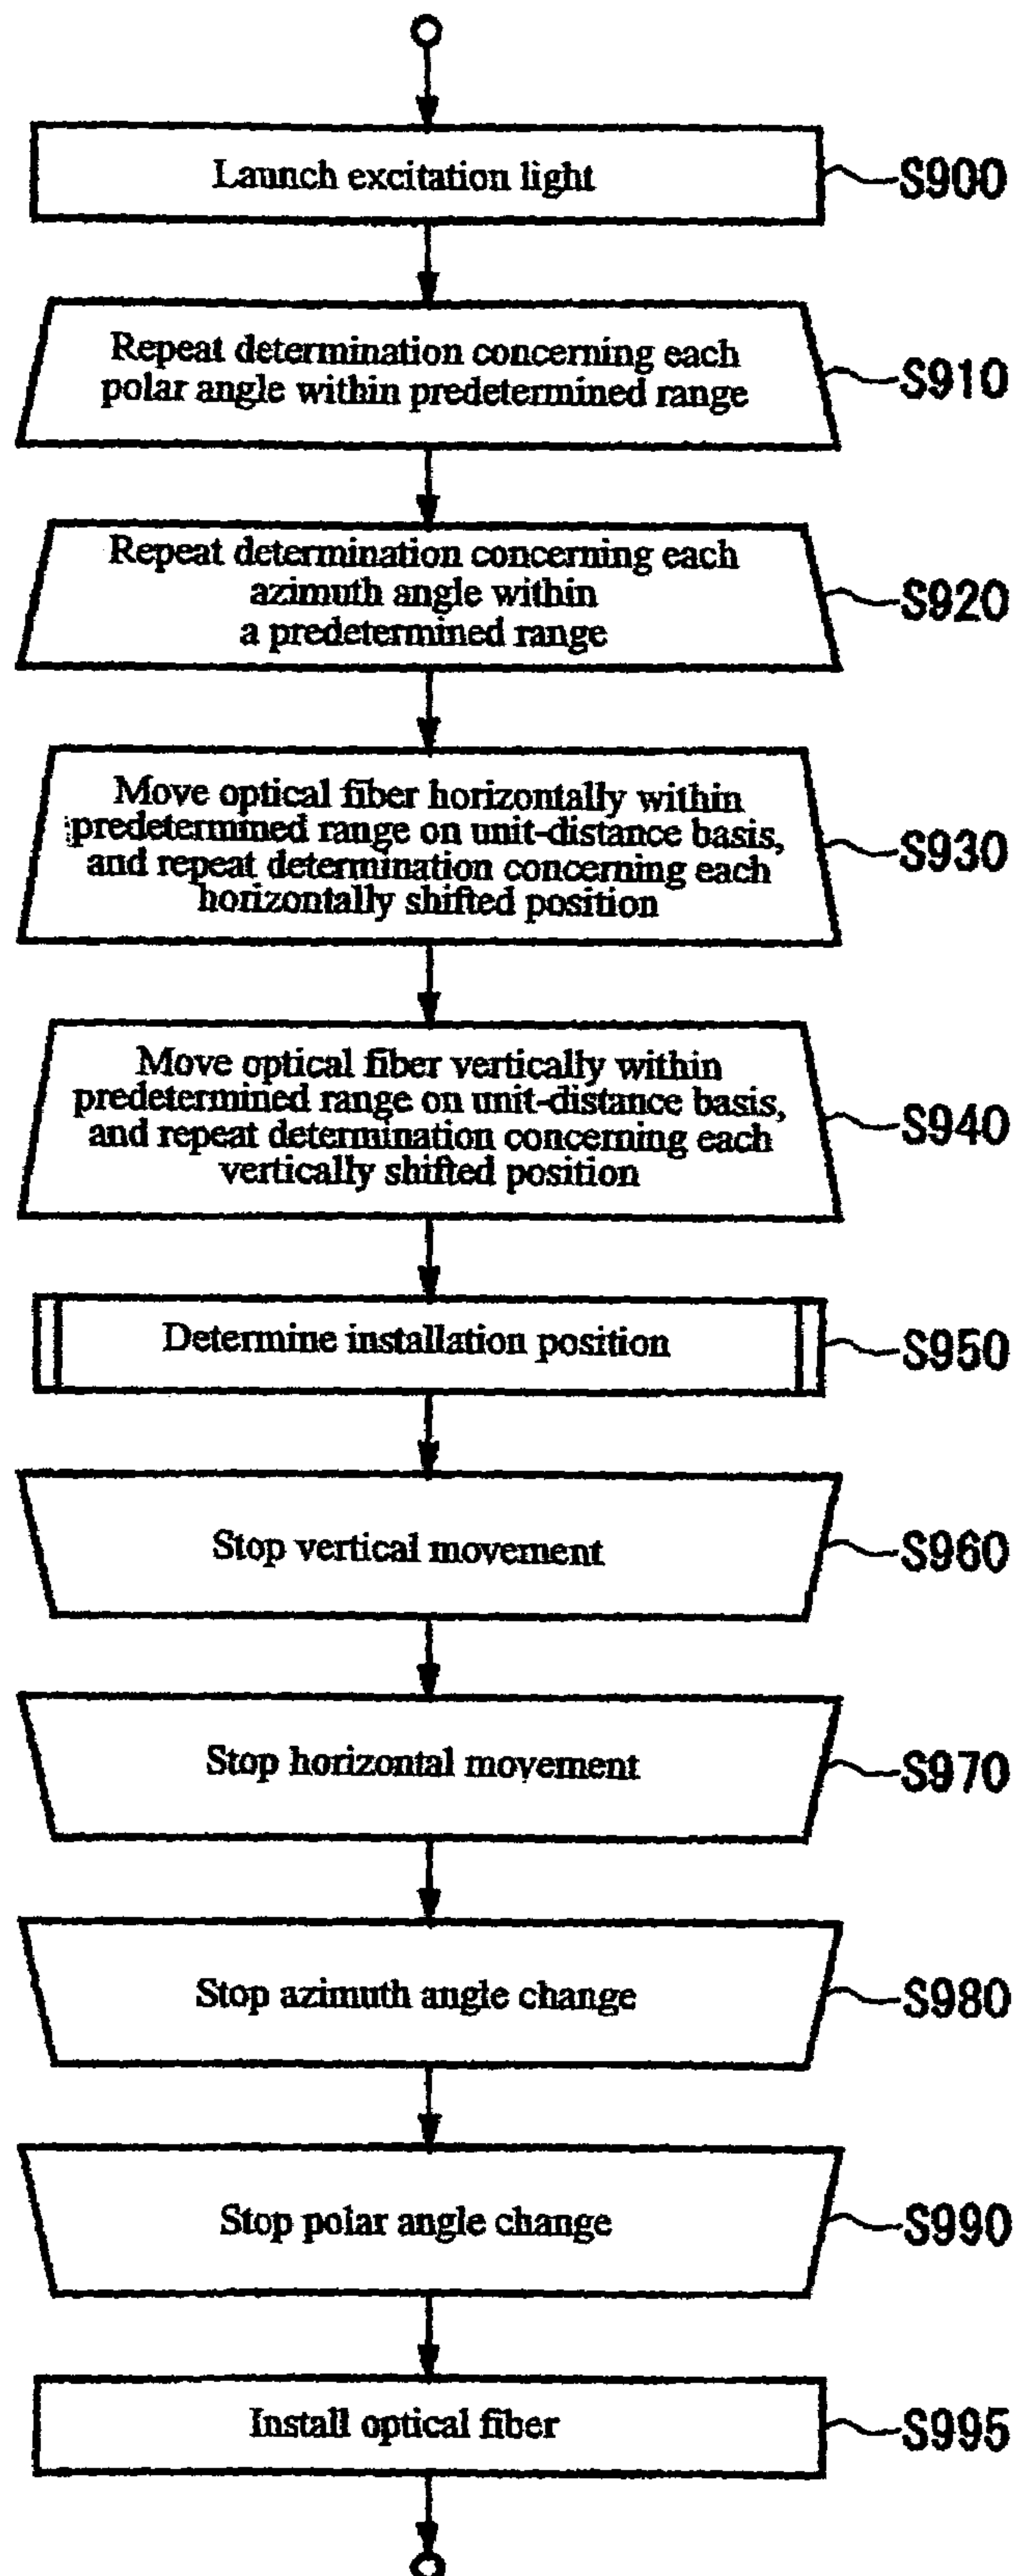 Launch excitation light
S900
Repeat determination concerning each
polar angle within predetermined range
S910
Repeat determination concerning each
azimuth angle within
a predetermined range
S920
Move optical fiber horizontally within
predetermined range on unit-distance basis,
and repeat determination concerning each
horizontally shifted position
S930
Move optical fiber vertically within
predetermined range on unit-distance basis,
and repeat determination concerning each
vertically shifted position
S940
Determine installation position
S950
Stop vertical movement
S960
Stop horizontal movement
S970
Stop azimuth angle change
S980
Stop polar angle change
S990
Install optical fiber
S995